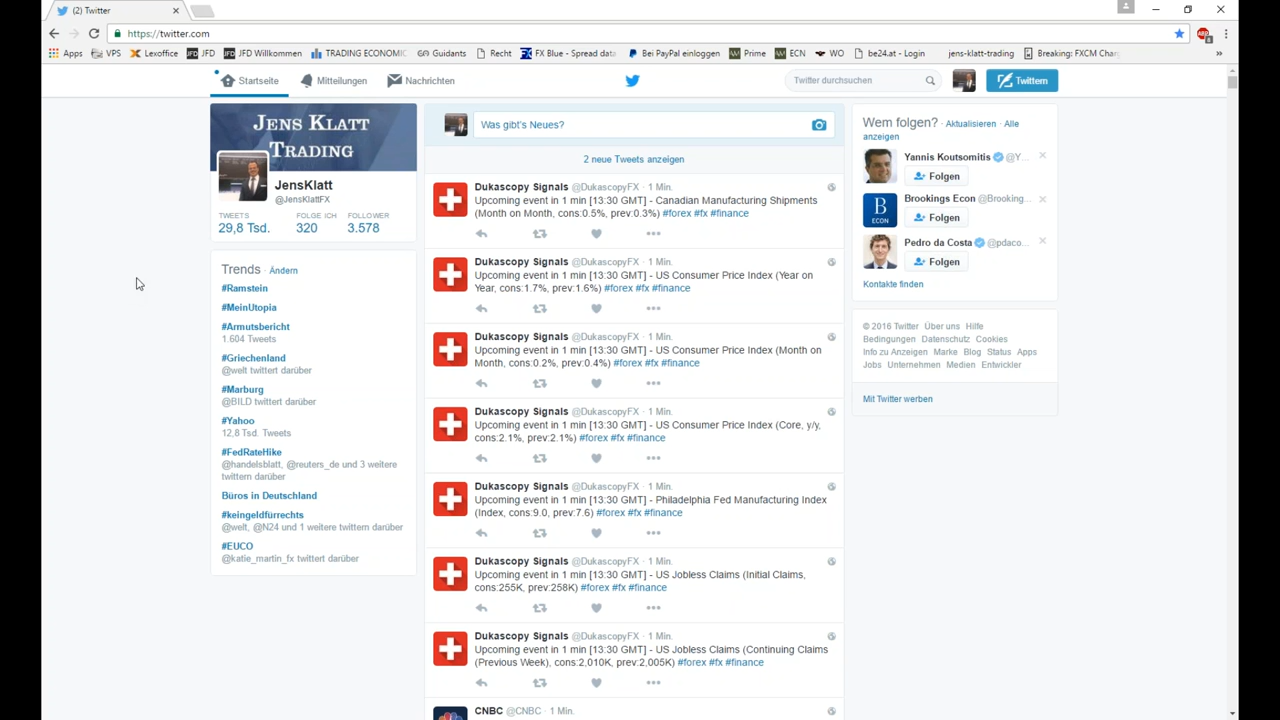 (2) Twitter
https://twitter.com
Apps VPS Lexoffice JFD JFD Willkommen TRADING ECONOMIC Guidants Recht FX Blue - Spread data Bei PayPal einloggen Prime ECN WO be24.at - Login jens-klatt-trading Breaking: FXCM Chan »
Startseite Mitteilungen Nachrichten Twitter durchsuchen Twittern
JENS KLATT
TRADING
JensKlatt
@JensKlattFX
TWEETS FOLGE ICH FOLLOWER
29,8 Tsd. 320 3.578
Trends · Ändern
#Ramstein
#MeinUtopia
#Armutsbericht
1.604 Tweets
#Griechenland
@welt twittert darüber
#Marburg
@BILD twittert darüber
#Yahoo
12,8 Tsd. Tweets
#FedRateHike
@handelsblatt, @reuters_de und 3 weitere
twittern darüber
Büros in Deutschland
#keingeldfürrechts
@welt, @N24 und 1 weitere twittern darüber
#EUCO
@katie_martin_fx twittert darüber
Was gibt's Neues?
2 neue Tweets anzeigen
Dukascopy Signals @DukascopyFX · 1 Min.
Upcoming event in 1 min [13:30 GMT] - Canadian Manufacturing Shipments
(Month on Month, cons:0.5%, prev:0.3%) #forex #fx #finance
Dukascopy Signals @DukascopyFX · 1 Min.
Upcoming event in 1 min [13:30 GMT] - US Consumer Price Index (Year on
Year, cons:1.7%, prev:1.6%) #forex #fx #finance
Dukascopy Signals @DukascopyFX · 1 Min.
Upcoming event in 1 min [13:30 GMT] - US Consumer Price Index (Month on
Month, cons:0.2%, prev:0.4%) #forex #fx #finance
Dukascopy Signals @DukascopyFX · 1 Min.
Upcoming event in 1 min [13:30 GMT] - US Consumer Price Index (Core, y/y,
cons:2.1%, prev:2.1%) #forex #fx #finance
Dukascopy Signals @DukascopyFX · 1 Min.
Upcoming event in 1 min [13:30 GMT] - Philadelphia Fed Manufacturing Index
(Index, cons:9.0, prev:7.6) #forex #fx #finance
Dukascopy Signals @DukascopyFX · 1 Min.
Upcoming event in 1 min [13:30 GMT] - US Jobless Claims (Initial Claims,
cons:255K, prev:258K) #forex #fx #finance
Dukascopy Signals @DukascopyFX · 1 Min.
Upcoming event in 1 min [13:30 GMT] - US Jobless Claims (Continuing Claims
(Previous Week), cons:2,010K, prev:2,005K) #forex #fx #finance
CNBC @CNBC · 1 Min.
Wem folgen? · Aktualisieren · Alle
anzeigen
Yannis Koutsomitis @Y...
Folgen
B
ECON
Brookings Econ @Brooking...
Folgen
Pedro da Costa @pdaco...
Folgen
Kontakte finden
© 2016 Twitter Über uns Hilfe
Bedingungen Datenschutz Cookies
Info zu Anzeigen Marke Blog Status Apps
Jobs Unternehmen Medien Entwickler
Mit Twitter werben